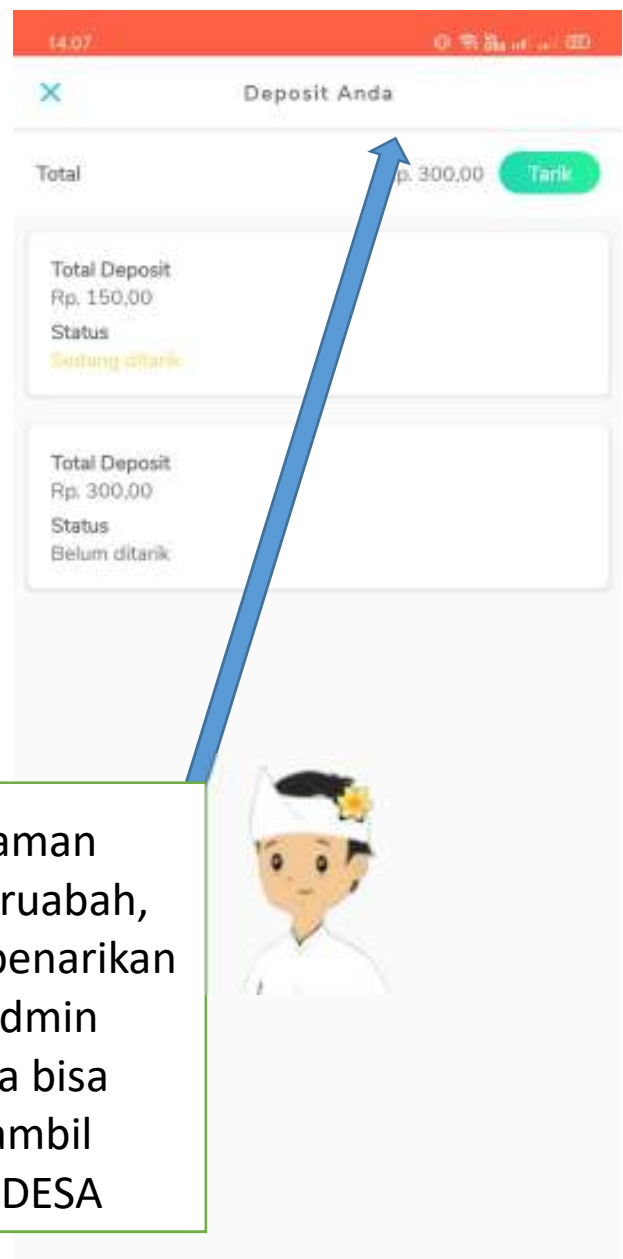 14.07
Deposit Anda
Total
p. 300,00
Tarik
Total Deposit
Rp. 150,00
Status
Sedang ditarik
Total Deposit
Rp. 300,00
Status
Belum ditarik
aman
ruabah,
penarikan
dmin
a bisa
ambil
DESA